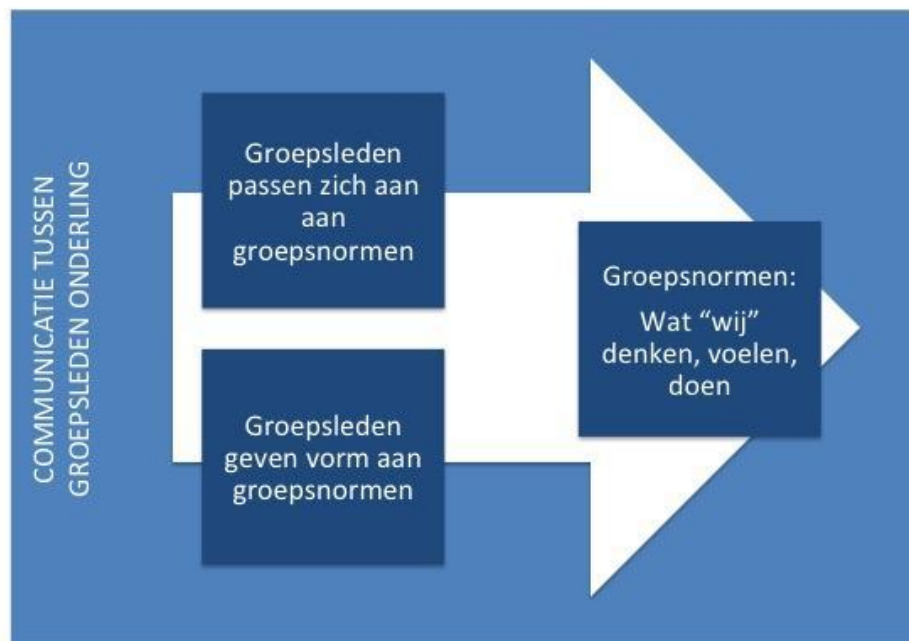 COMMUNICATIE TUSSEN
GROEPSLEDEN ONDERLING
Groepsleden
passen zich aan
aan
groepsnormen
Groepsleden
geven vorm aan
groepsnormen
Groepsnormen:
Wat “wij”
denken, voelen,
doen